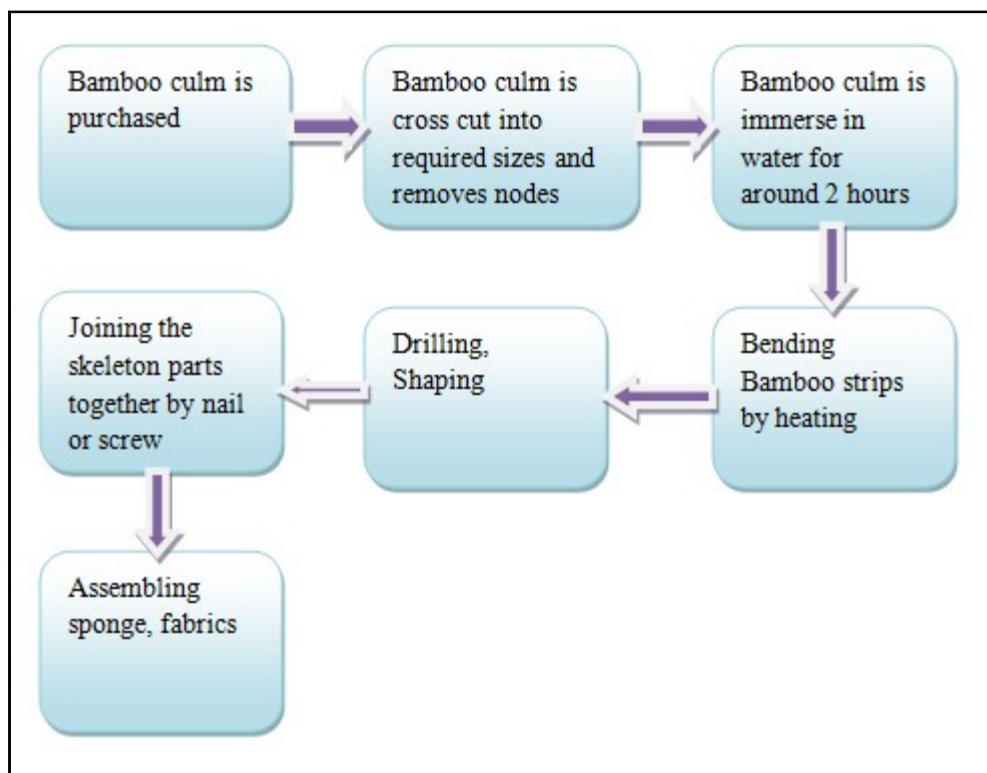 Bamboo culm is
purchased
Bamboo culm is
cross cut into
required sizes and
removes nodes
Bamboo culm is
immerse in
water for
around 2 hours
Bending
Bamboo strips
by heating
Drilling,
Shaping
Joining the
skeleton parts
together by nail
or screw
Assembling
sponge, fabrics